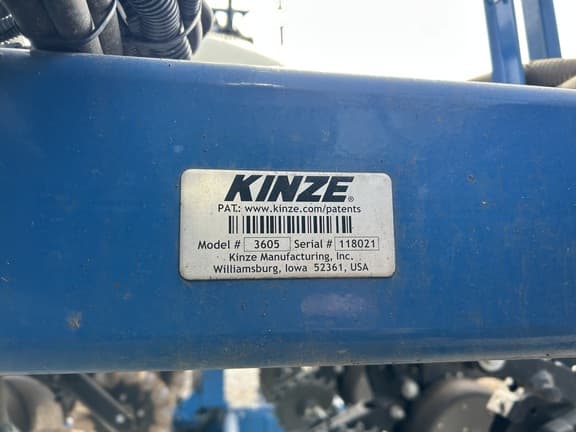 KINZE®
PAT.: www.kinze.com/patents
Model # 3605 Serial # 118021
Kinze Manufacturing, Inc.
Williamsburg, Iowa 52361, USA